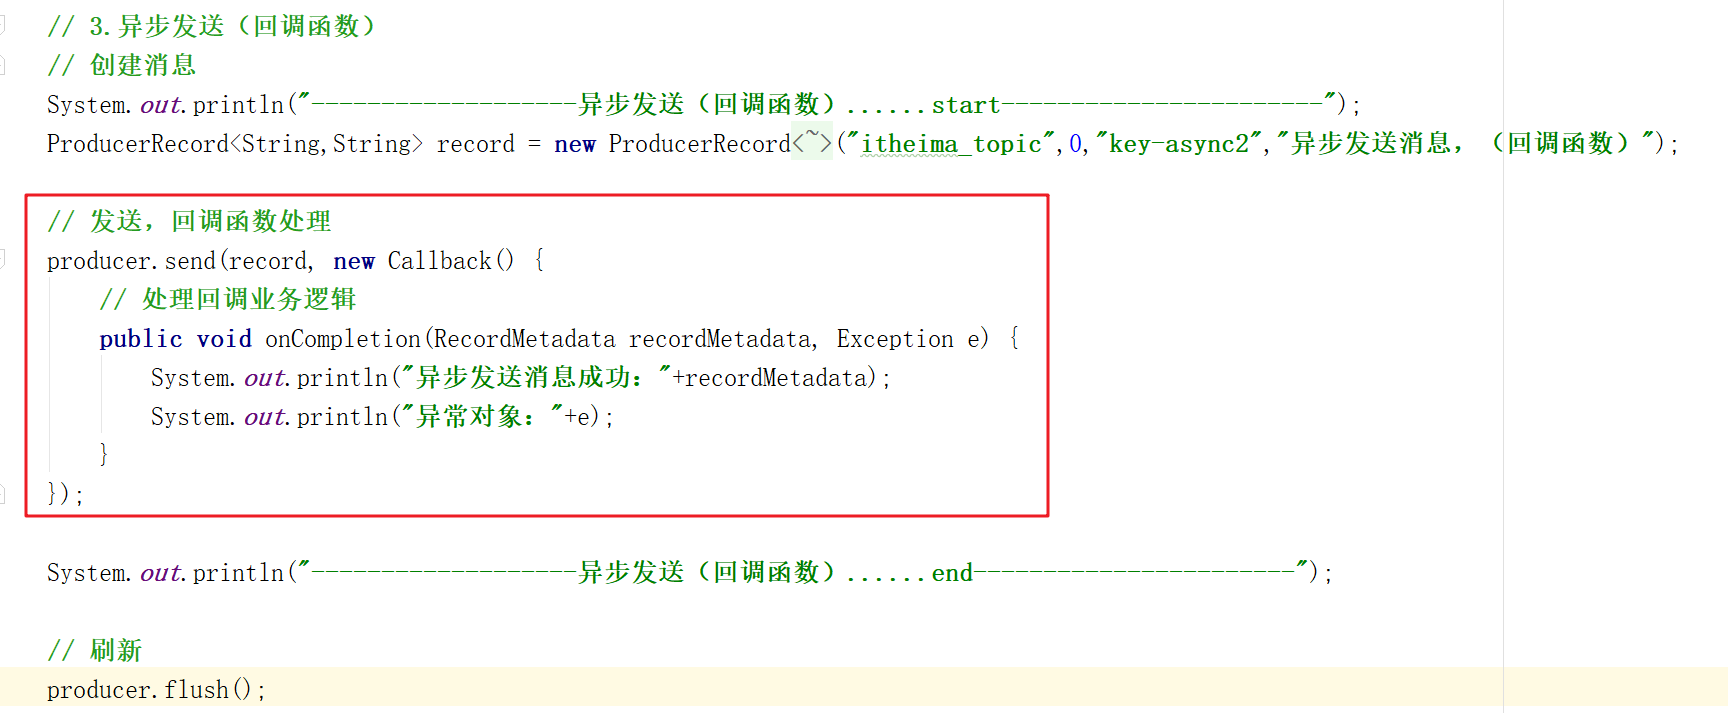 // 3.异步发送（回调函数）
// 创建消息
System.out.println("-------------------异步发送（回调函数）......start-----------------------");
ProducerRecord<String,String> record = new ProducerRecord<~>("itheima_topic",0,"key-async2","异步发送消息，（回调函数）");
// 发送，回调函数处理
producer.send(record, new Callback() {
// 处理回调业务逻辑
public void onCompletion(RecordMetadata recordMetadata, Exception e) {
System.out.println("异步发送消息成功："+recordMetadata);
System.out.println("异常对象："+e);
}
});
System.out.println("-------------------异步发送（回调函数）......end-----------------------");
// 刷新
producer.flush();